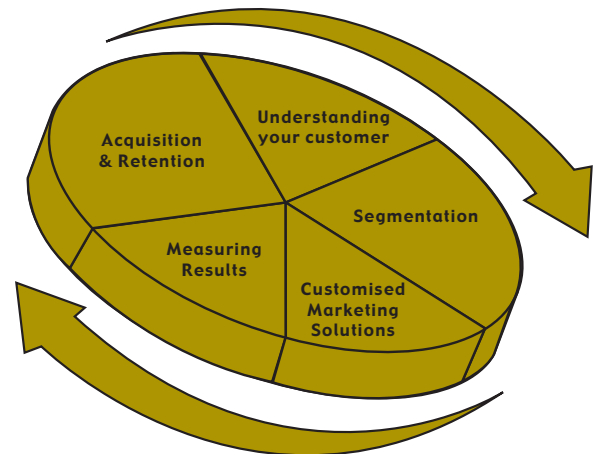 Understanding
your customer
Segmentation
Customised
Marketing
Solutions
Measuring
Results
Acquisition
& Retention